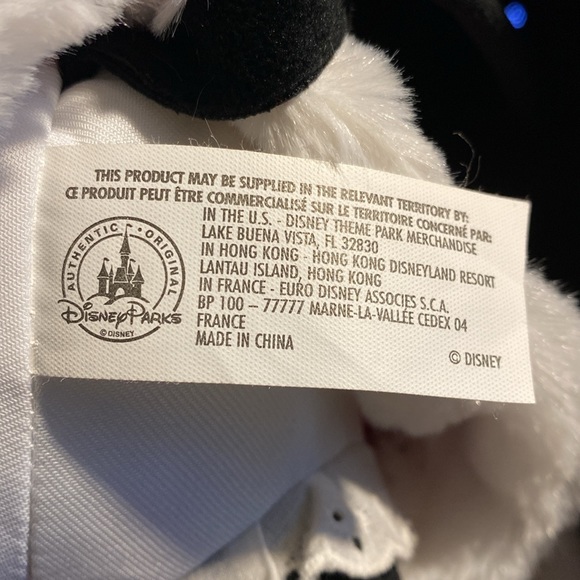 THIS PRODUCT MAY BE SUPPLIED IN THE RELEVANT TERRITORY BY:
CE PRODUIT PEUT ÊTRE COMMERCIALISÉ SUR LE TERRITOIRE CONCERNÉ PAR:
IN THE U.S. - DISNEY THEME PARK MERCHANDISE
LAKE BUENA VISTA, FL 32830
IN HONG KONG - HONG KONG DISNEYLAND RESORT
LANTAU ISLAND, HONG KONG
IN FRANCE - EURO DISNEY ASSOCIES S.C.A.
BP 100 – 77777 MARNE-LA-VALLÉE CEDEX 04
FRANCE
MADE IN CHINA
© DISNEY
AUTHENTIC • ORIGINAL
DISNEY PARKS
© DISNEY